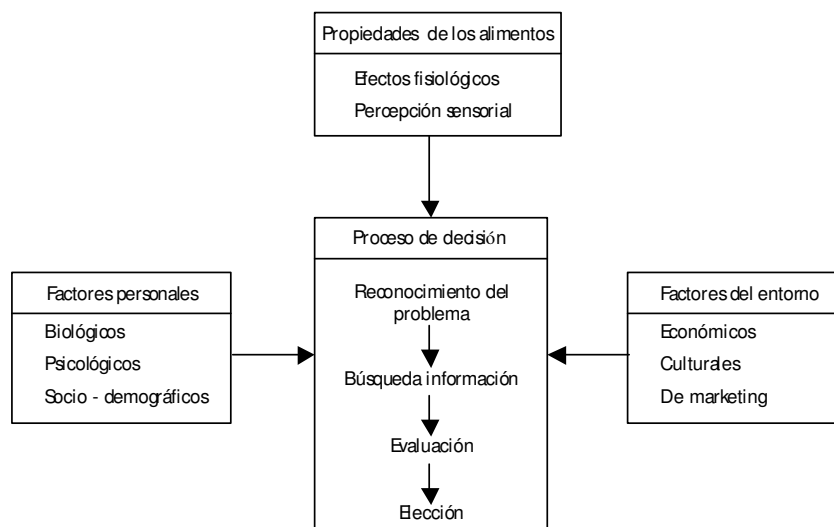 Propiedades de los alimentos
Efectos fisiológicos
Percepción sensorial
Proceso de decisión
Reconocimiento del
problema
Búsqueda información
Evaluación
Elección
Factores personales
Biológicos
Psicológicos
Socio - demográficos
Factores del entorno
Económicos
Culturales
De marketing